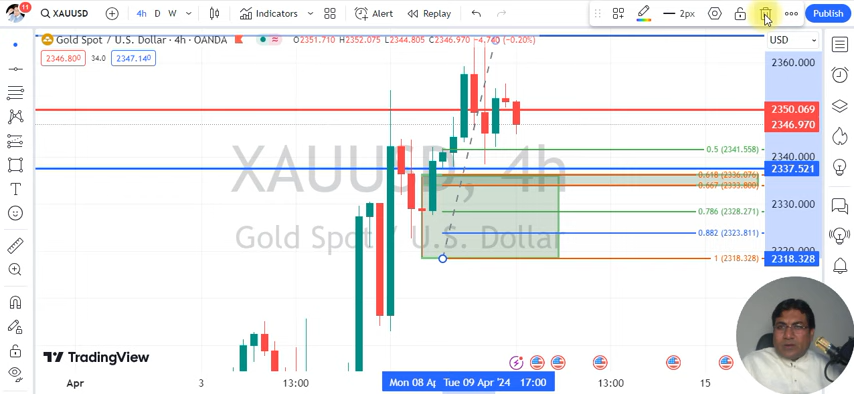 11
XAUUSD
4h
D
W
Indicators
Alert
Replay
2px
Publish
Gold Spot / U.S. Dollar · 4h · OANDA
O2351.710 H2352.075 L2344.805 C2346.970 −4.760 (−0.20%)
USD
2346.800
34.0
2347.140
2360.000
2350.069
2346.970
0.5 (2341.558)
2340.000
2337.521
0.618 (2336.076)
0.667 (2333.800)
2330.000
0.786 (2328.271)
0.882 (2323.811)
1 (2318.328)
2318.328
XAUUSD, 4h
Gold Spot / U.S. Dollar
TradingView
Apr
3
13:00
Mon 08 Ap
Tue 09 Apr '24
17:00
13:00
15